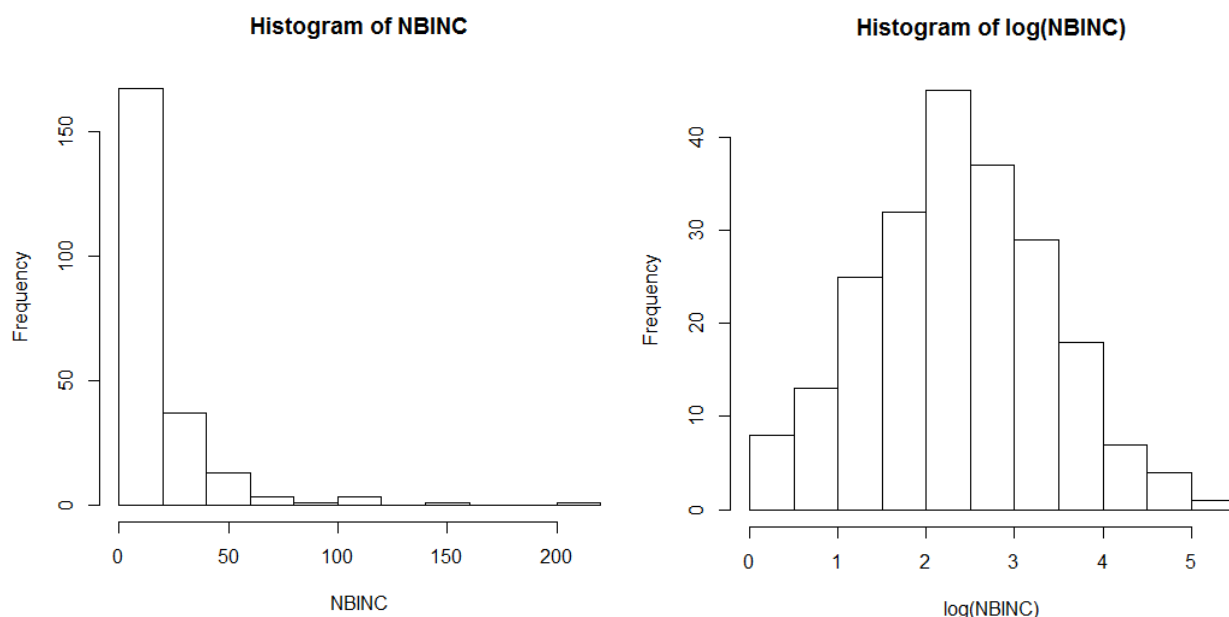 Histogram of NBINC
Frequency
150
100
50
0
0 50 100 150 200
NBINC
Histogram of log(NBINC)
Frequency
40
30
20
10
0
0 1 2 3 4 5
log(NBINC)